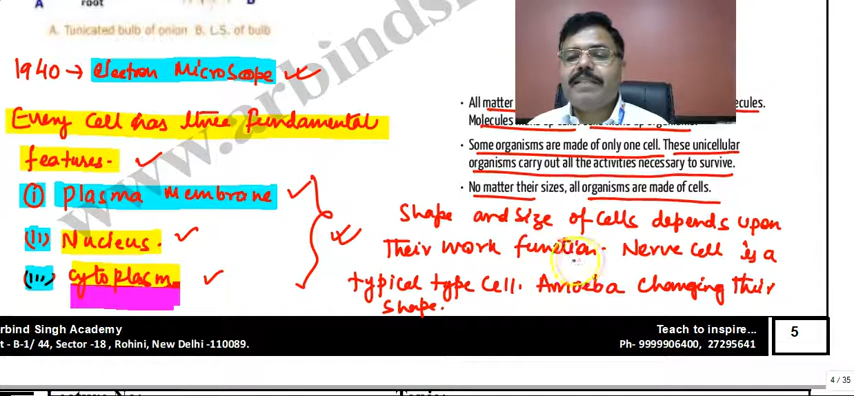 A root B
A. Tunicated bulb of onion B. L.S. of bulb
1940 → Electron Microscope
Every cell has three fundamental
features.
(i) Plasma Membrane
(ii) Nucleus.
(iii) cytoplasm.
www.arbinds
All matter
ecules.
Molecules
Some organisms are made of only one cell. These unicellular
organisms carry out all the activities necessary to survive.
No matter their sizes, all organisms are made of cells.
Shape and size of cells depends upon
Their work function. Nerve cell is a
typical type cell. Amoeba changing their
shape.
Arbind Singh Academy
t - B-1/ 44, Sector -18 , Rohini, New Delhi -110089.
Teach to inspire...
Ph- 9999906400, 27295641
5
4 / 35